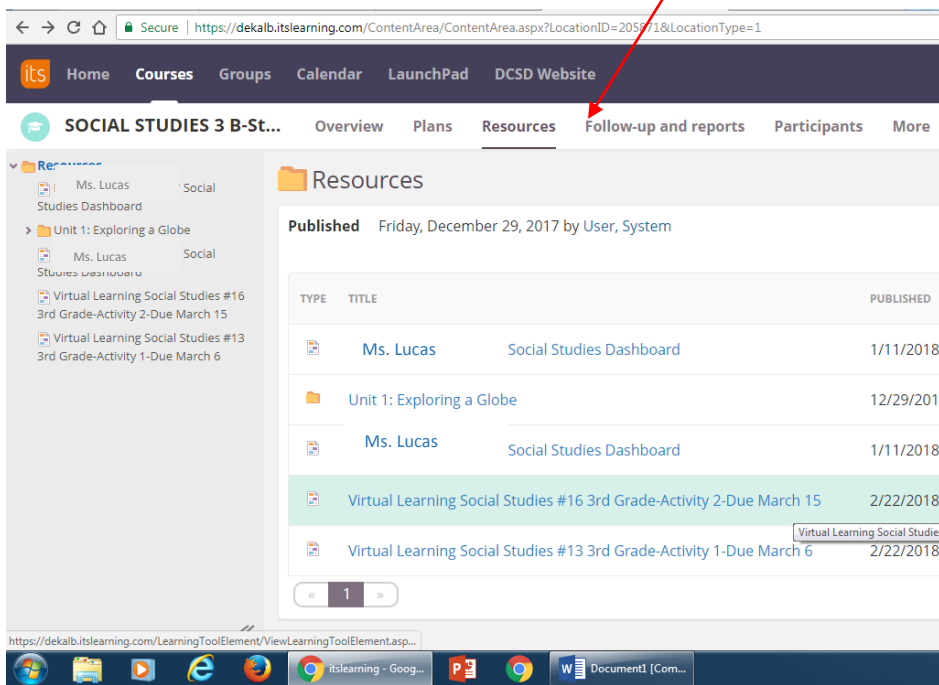 Secure | https://dekalb.itslearning.com/ContentArea/ContentArea.aspx?LocationID=205871&LocationType=1
its Home Courses Groups Calendar LaunchPad DCSD Website
SOCIAL STUDIES 3 B-St... Overview Plans Resources Follow-up and reports Participants More
Resources
Ms. Lucas Social
Studies Dashboard
Unit 1: Exploring a Globe
Ms. Lucas Social
Studies Dashboard
Virtual Learning Social Studies #16
3rd Grade-Activity 2-Due March 15
Virtual Learning Social Studies #13
3rd Grade-Activity 1-Due March 6
Resources
Published Friday, December 29, 2017 by User, System
TYPE TITLE PUBLISHED
Ms. Lucas Social Studies Dashboard 1/11/2018
Unit 1: Exploring a Globe 12/29/201
Ms. Lucas Social Studies Dashboard 1/11/2018
Virtual Learning Social Studies #16 3rd Grade-Activity 2-Due March 15 2/22/2018
Virtual Learning Social Studie
Virtual Learning Social Studies #13 3rd Grade-Activity 1-Due March 6 2/22/2018
« 1 »
https://dekalb.itslearning.com/LearningToolElement/ViewLearningToolElement.asp...
itslearning - Goog... Document1 [Com...